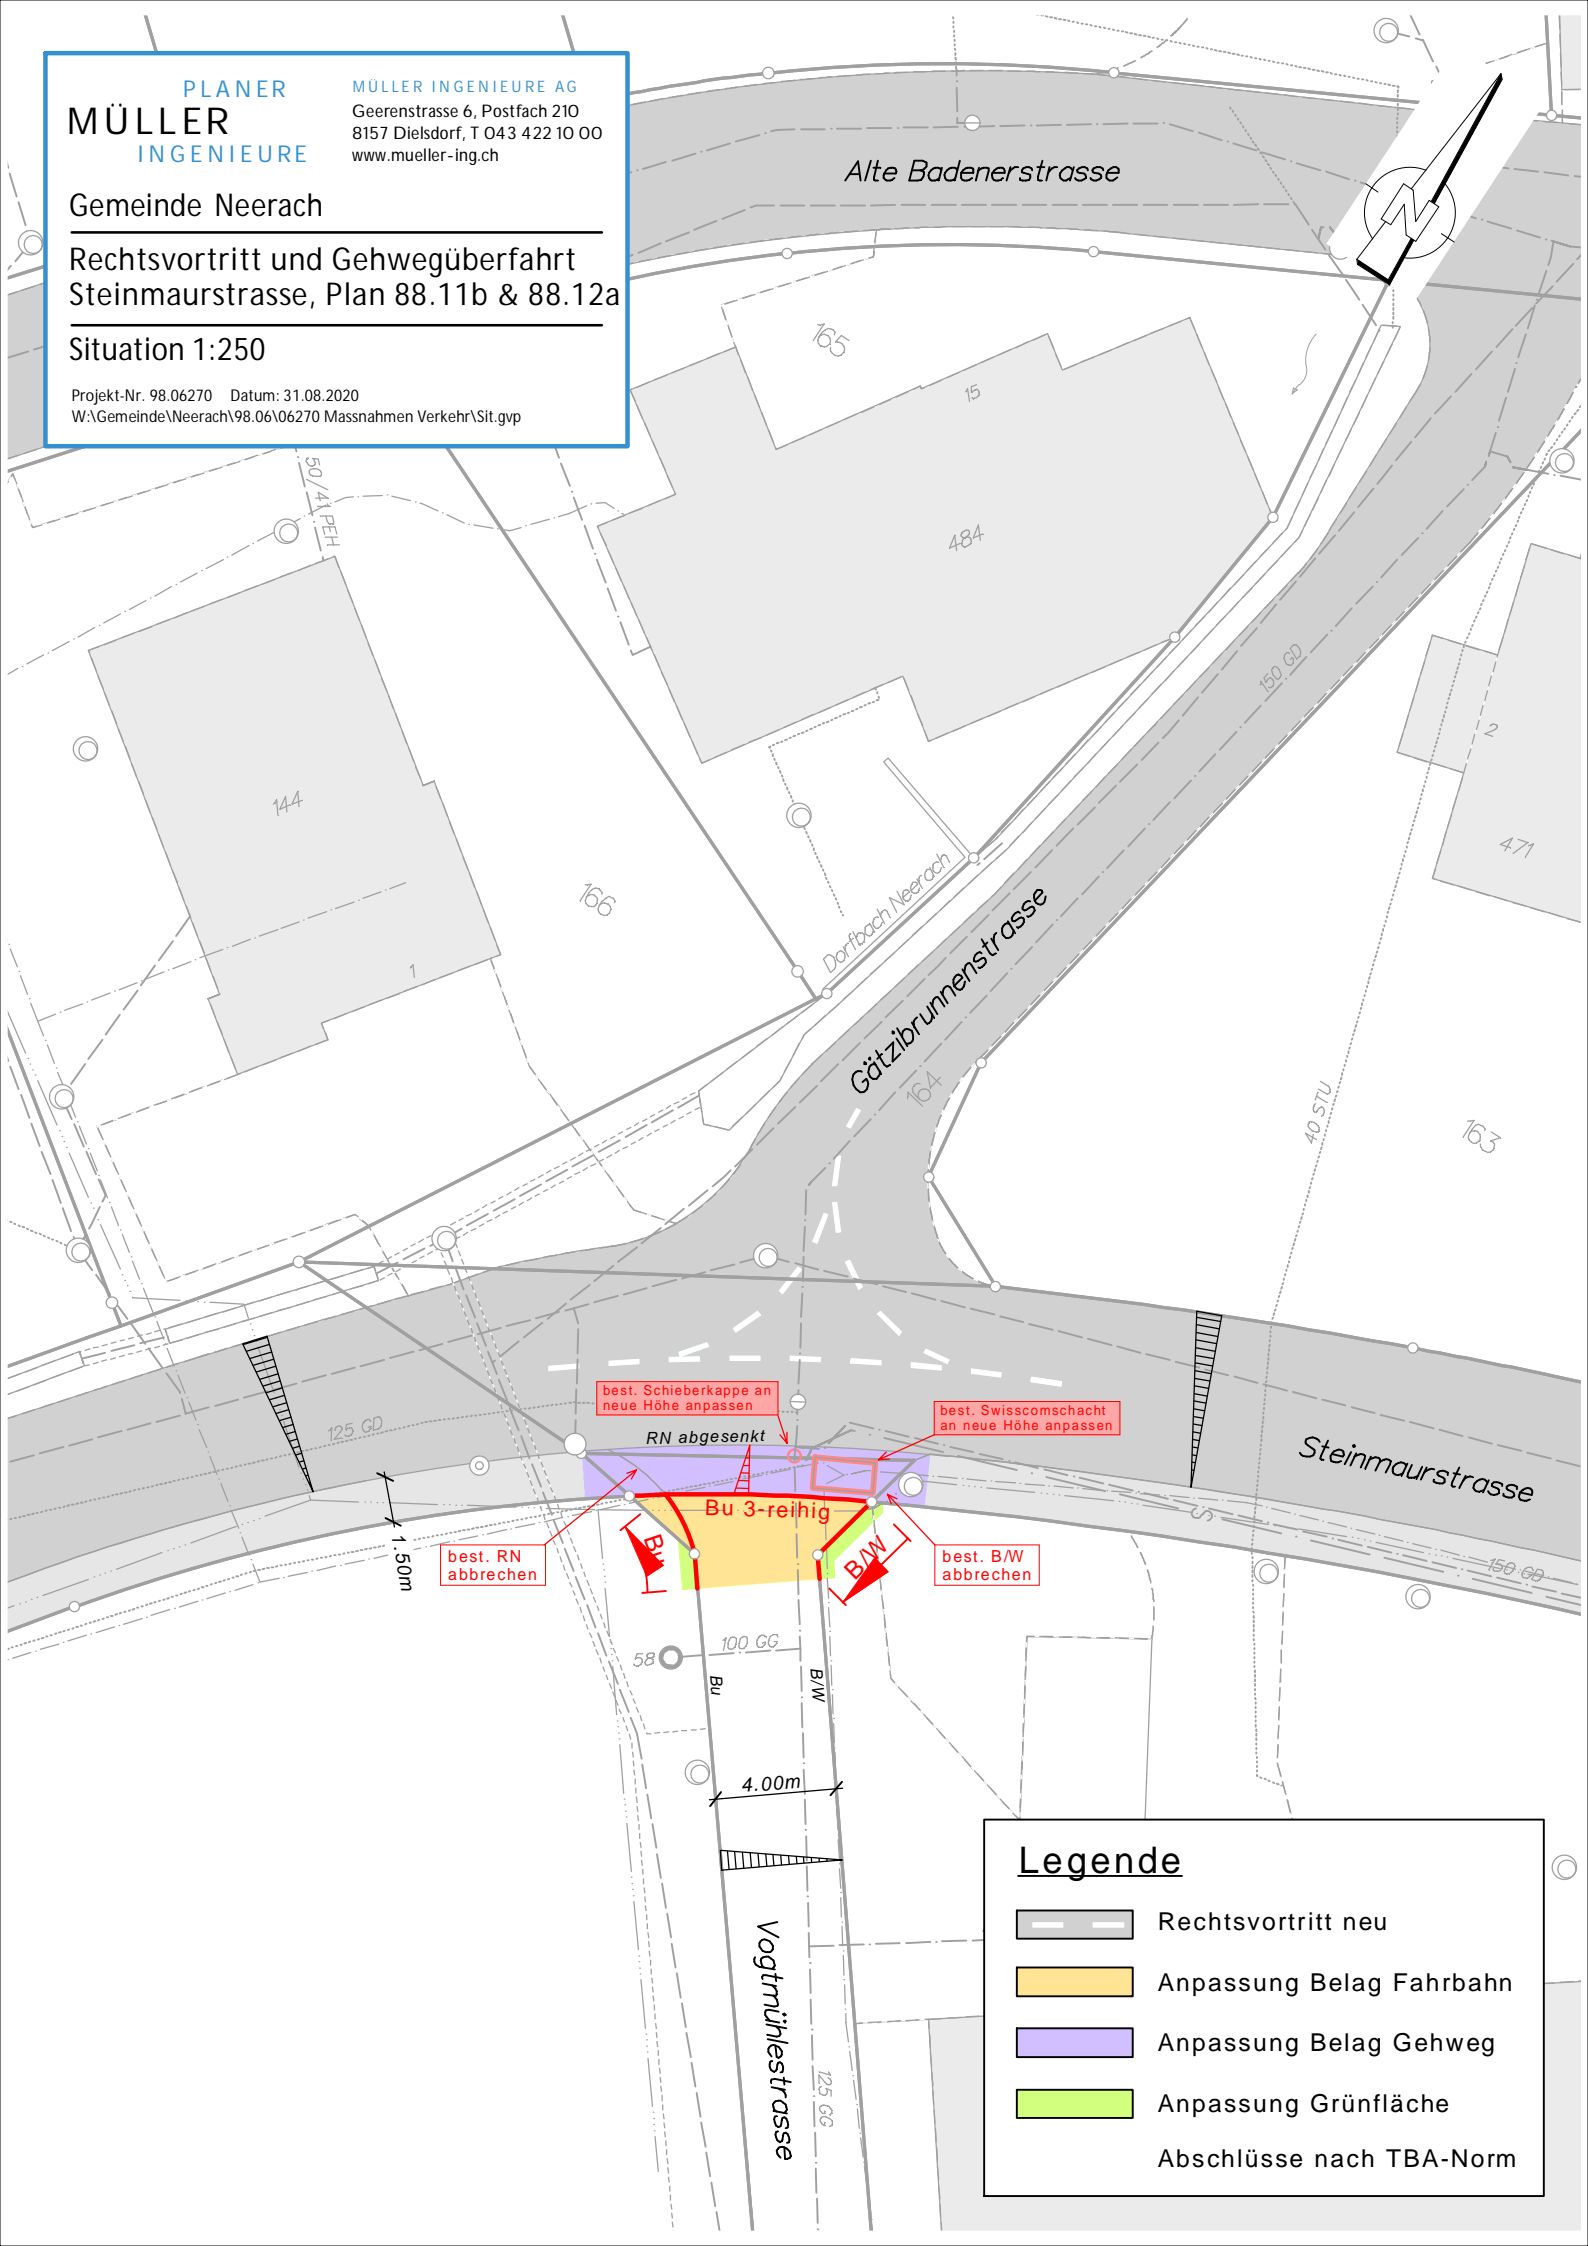 PLANER
MÜLLER
INGENIEURE
MÜLLER INGENIEURE AG
Geerenstrasse 6, Postfach 210
8157 Dielsdorf, T 043 422 10 00
www.mueller-ing.ch
Gemeinde Neerach
Rechtsvortritt und Gehwegüberfahrt
Steinmaurstrasse, Plan 88.11b & 88.12a
Situation 1:250
Projekt-Nr. 98.06270 Datum: 31.08.2020
W:\Gemeinde\Neerach\98.06\06270 Massnahmen Verkehr\Sit.gvp
Alte Badenerstrasse
N
165
15
50/41 PEH
484
150 GD
2
144
471
166
Dorfbach Neerach
1
Gätzibrunnenstrasse
164
40 STU
163
best. Schieberkappe an
neue Höhe anpassen
best. Swisscomschacht
an neue Höhe anpassen
125 GD
RN abgesenkt
Steinmaurstrasse
Bu 3-reihig
S
1.50m
best. RN
abbrechen
Bu
B/W
best. B/W
abbrechen
150 GD
58
100 GG
Bu
B/W
4.00m
Vogtmühlestrasse
125 GG
Legende
Rechtsvortritt neu
Anpassung Belag Fahrbahn
Anpassung Belag Gehweg
Anpassung Grünfläche
Abschlüsse nach TBA-Norm